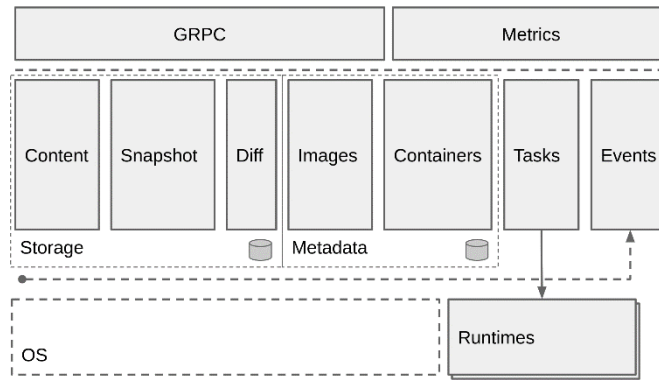 GRPC
Metrics
Content
Snapshot
Diff
Images
Containers
Tasks
Events
Storage
Metadata
OS
Runtimes